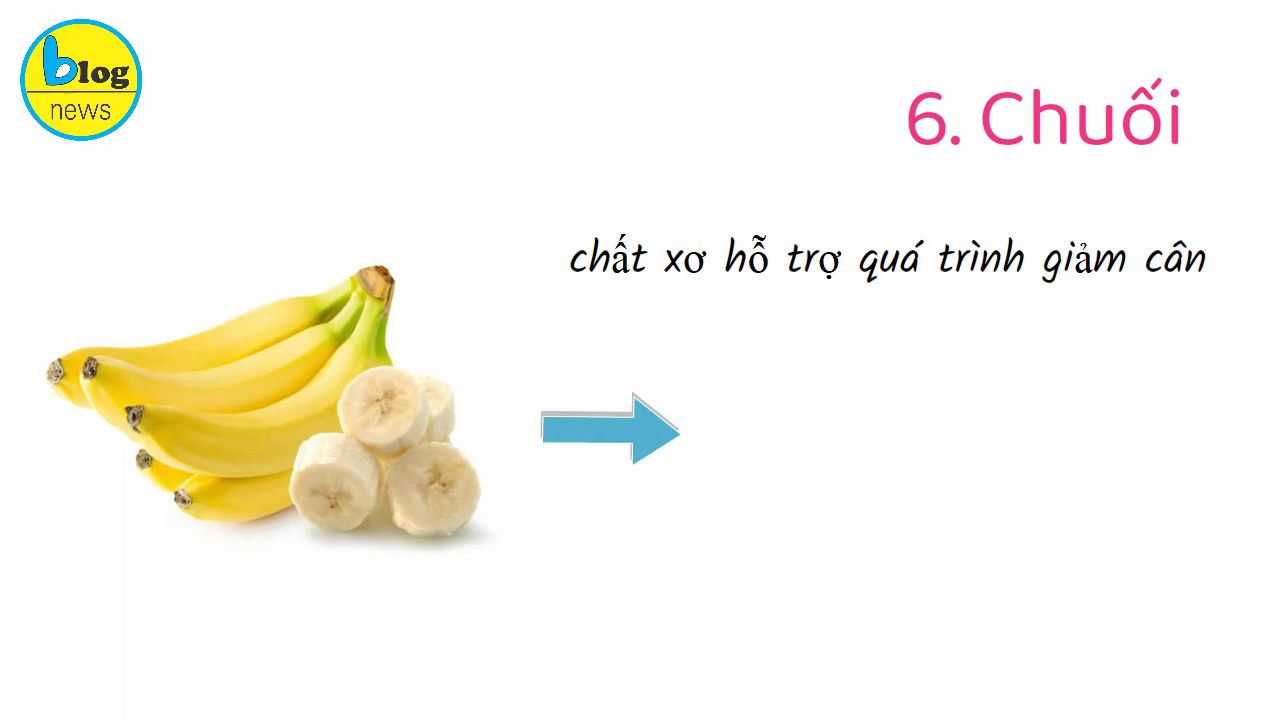 blog
news
6. Chuối
chất xơ hỗ trợ quá trình giảm cân